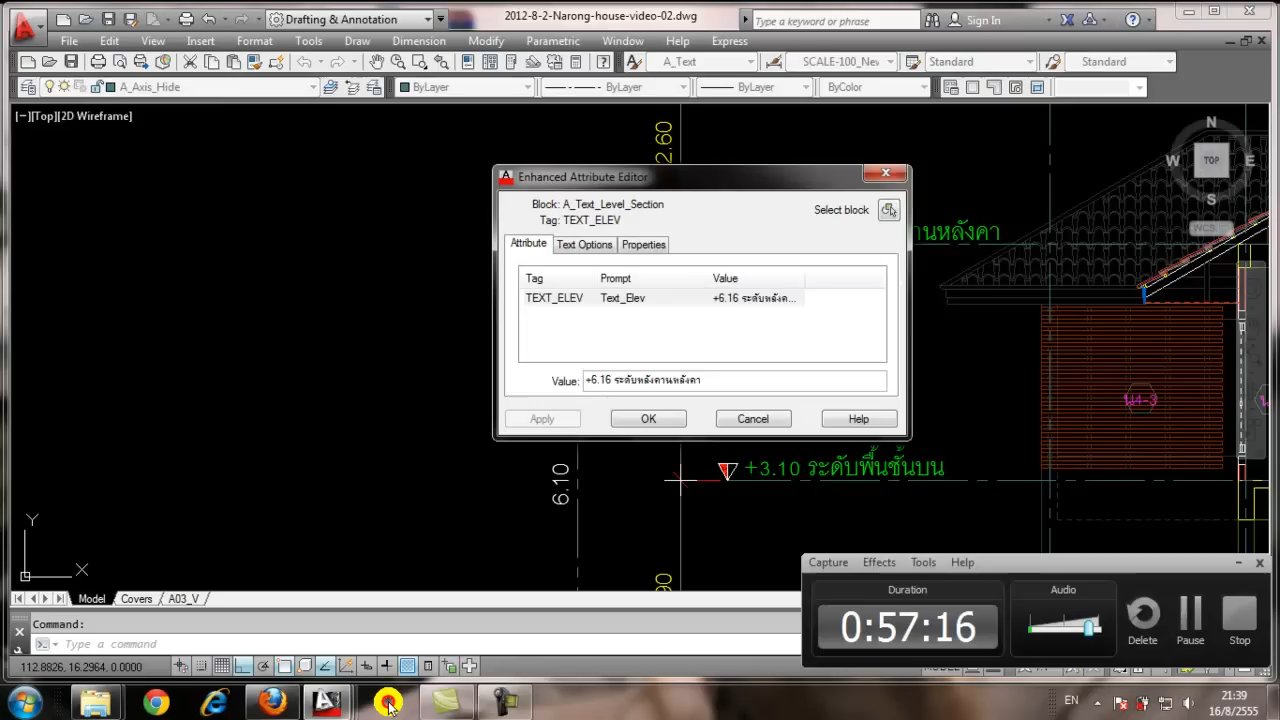 Drafting & Annotation
2012-8-2-Narong-house-video-02.dwg
Type a keyword or phrase
Sign In
File Edit View Insert Format Tools Draw Dimension Modify Parametric Window Help Express
A_Text
SCALE-100_New
Standard
Standard
A_Axis_Hide
ByLayer
ByLayer
ByLayer
ByColor
[−][Top][2D Wireframe]
2.60
N
W TOP E
S
WCS
Enhanced Attribute Editor
Block: A_Text_Level_Section
Tag: TEXT_ELEV
Select block
Attribute Text Options Properties
Tag Prompt Value
TEXT_ELEV Text_Elev +6.16 ระดับหลังค...
Value: +6.16 ระดับหลังคานหลังคา
Apply OK Cancel Help
านหลังคา
น4-3
6.10
+3.10 ระดับพื้นชั้นบน
90
Y
X
Model Covers A03_V
Command:
Type a command
112.8826, 16.2964, 0.0000
MODEL
Capture Effects Tools Help
Duration
0:57:16
Audio
Delete Pause Stop
EN
21:39
16/8/2555